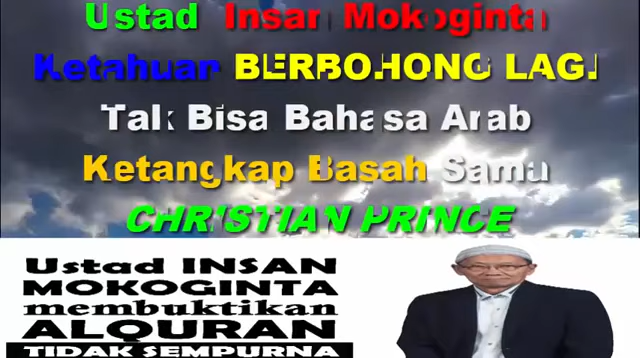 Ustad Insan Mokoginta
Ketahuan BERBOHONG LAGI
Tak Bisa Bahasa Arab
Ketangkap Basah Sama
CHRISTIAN PRINCE
Ustad INSAN
MOKOGINTA
membuktikan
ALQURAN
TIDAK SEMPURNA